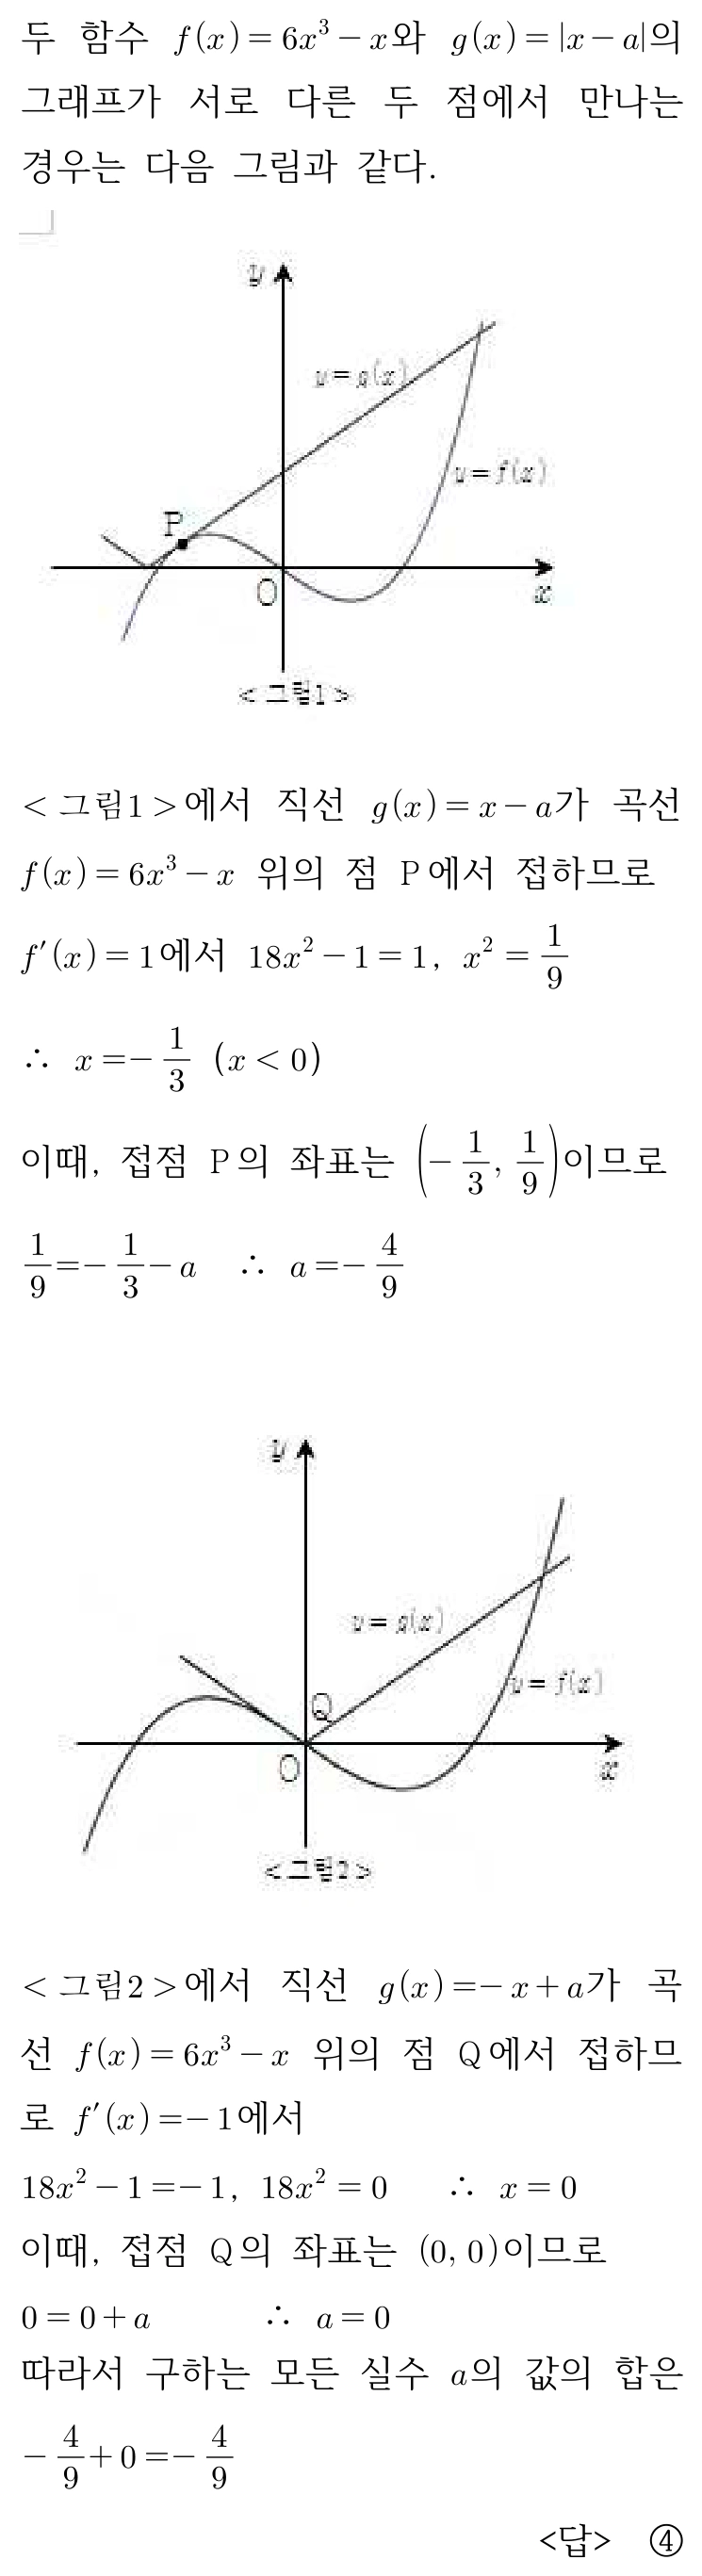 두 함수 f(x)=6x³−x와 g(x)=|x−a|의
그래프가 서로 다른 두 점에서 만나는
경우는 다음 그림과 같다.
y
y=g(x)
y=f(x)
P
O
x
<그림1>
<그림1>에서 직선 g(x)=x−a가 곡선
f(x)=6x³−x 위의 점 P에서 접하므로
f′(x)=1에서 18x²−1=1, x²=1/9
∴ x=−1/3 (x<0)
이때, 접점 P의 좌표는 (−1/3, 1/9)이므로
1/9=−1/3−a ∴ a=−4/9
y
y=g(x)
Q
y=f(x)
O
x
<그림2>
<그림2>에서 직선 g(x)=−x+a가 곡
선 f(x)=6x³−x 위의 점 Q에서 접하므
로 f′(x)=−1에서
18x²−1=−1, 18x²=0 ∴ x=0
이때, 접점 Q의 좌표는 (0, 0)이므로
0=0+a ∴ a=0
따라서 구하는 모든 실수 a의 값의 합은
−4/9+0=−4/9
<답> ④